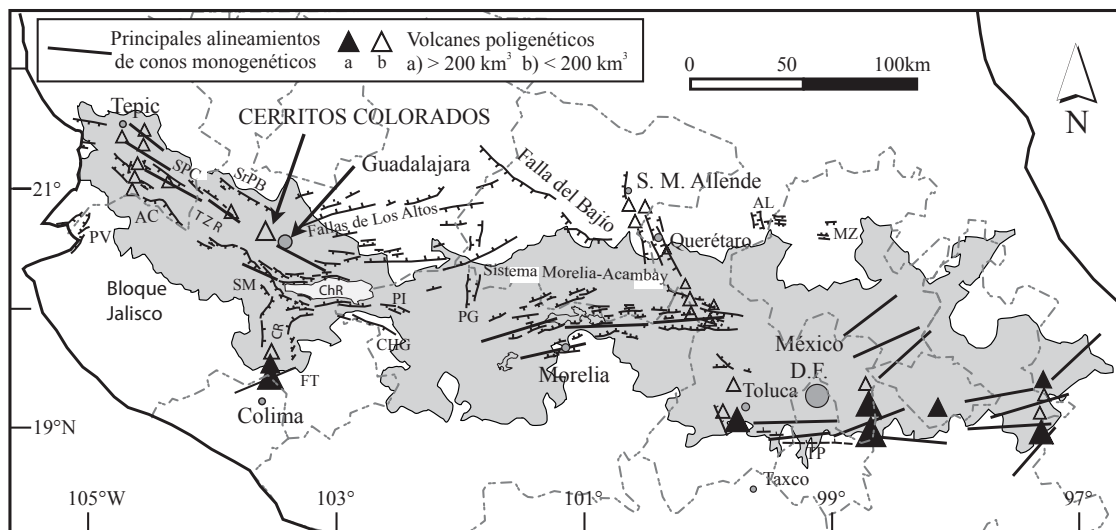 Principales alineamientos
de conos monogenéticos
a
b
Volcanes poligenéticos
a) > 200 km³ b) < 200 km³
0 50 100km
N
Tepic
CERRITOS COLORADOS
Guadalajara
SPC
SrPB
Falla del Bajío
S. M. Allende
21°
AC
TZR
Fallas de Los Altos
AL
MZ
PV
Querétaro
Bloque
Jalisco
SM
ChR
PI
Sistema Morelia-Acambay
PG
CR
CHG
FT
Morelia
México
D.F.
Toluca
Colima
19°N
TP
Taxco
105°W 103° 101° 99° 97°